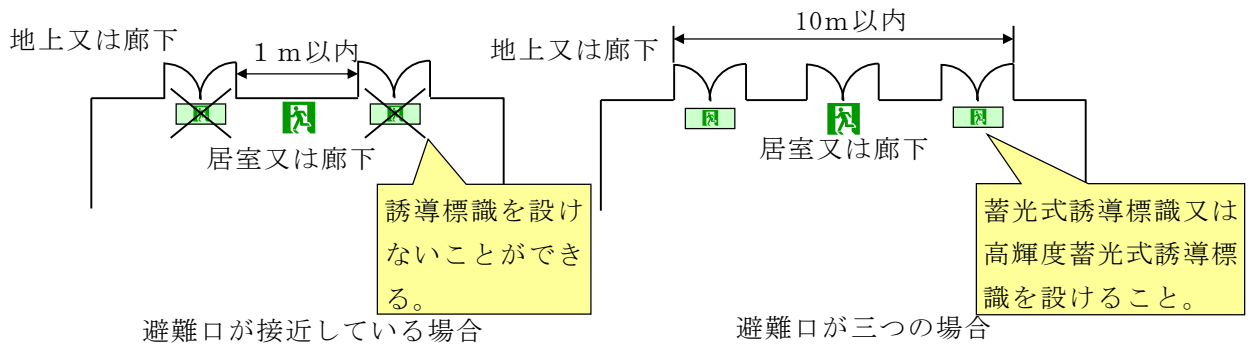 地上又は廊下
1m以内
居室又は廊下
誘導標識を設け
ないことができ
る。
避難口が接近している場合
10m以内
地上又は廊下
居室又は廊下
蓄光式誘導標識又は
高輝度蓄光式誘導標
識を設けること。
避難口が三つの場合